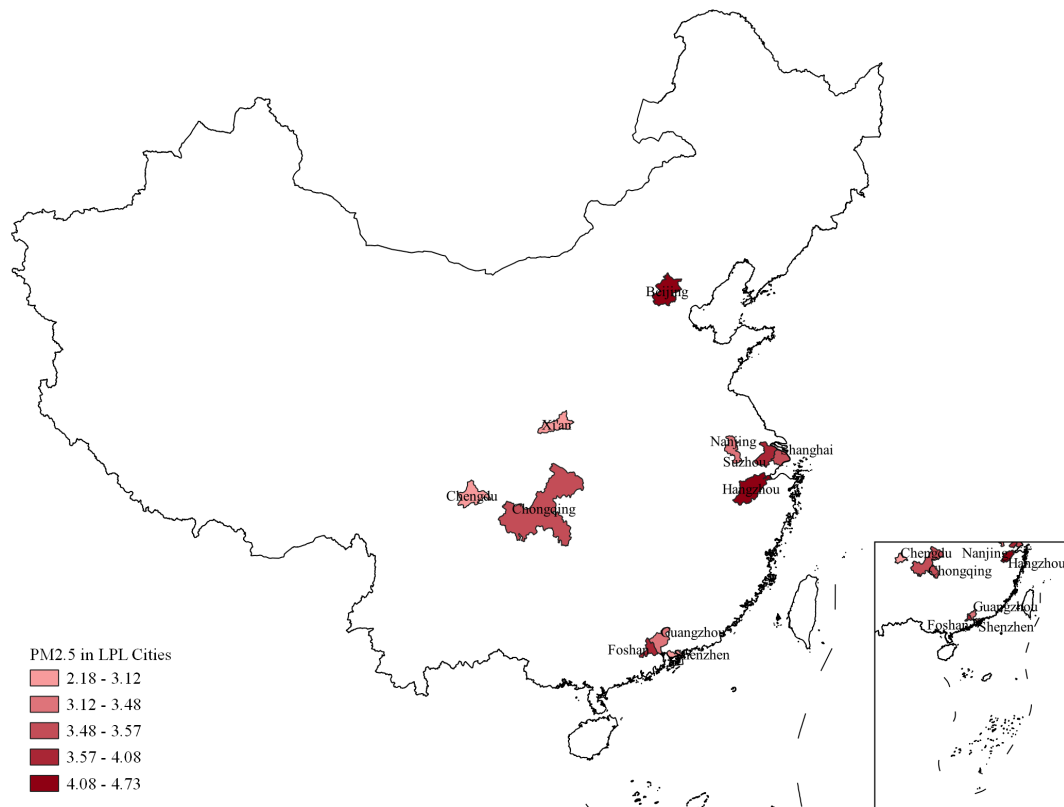 Beijing
Xi'an
Nanjing
Shanghai
Suzhou
Chengdu
Hangzhou
Chongqing
Guangzhou
Foshan
Shenzhen
Chengdu
Nanjing
Hangzhou
Chongqing
Guangzhou
Foshan
Shenzhen
PM2.5 in LPL Cities
2.18 - 3.12
3.12 - 3.48
3.48 - 3.57
3.57 - 4.08
4.08 - 4.73